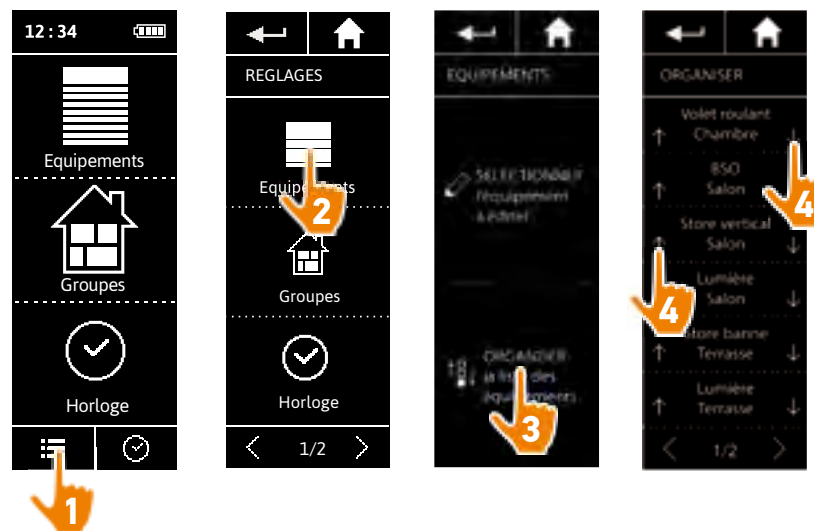 12:34
Equipements
Groupes
Horloge
1
REGLAGES
Equipements
2
Groupes
Horloge
1/2
EQUIPEMENTS
SELECTIONNER
l'équipement
à éditer
ORGANISER
la liste des
équipements
3
ORGANISER
Volet roulant
Chambre
BSO
Salon
4
Store vertical
Salon
4
Lumière
Salon
Store banne
Terrasse
Lumière
Terrasse
1/2